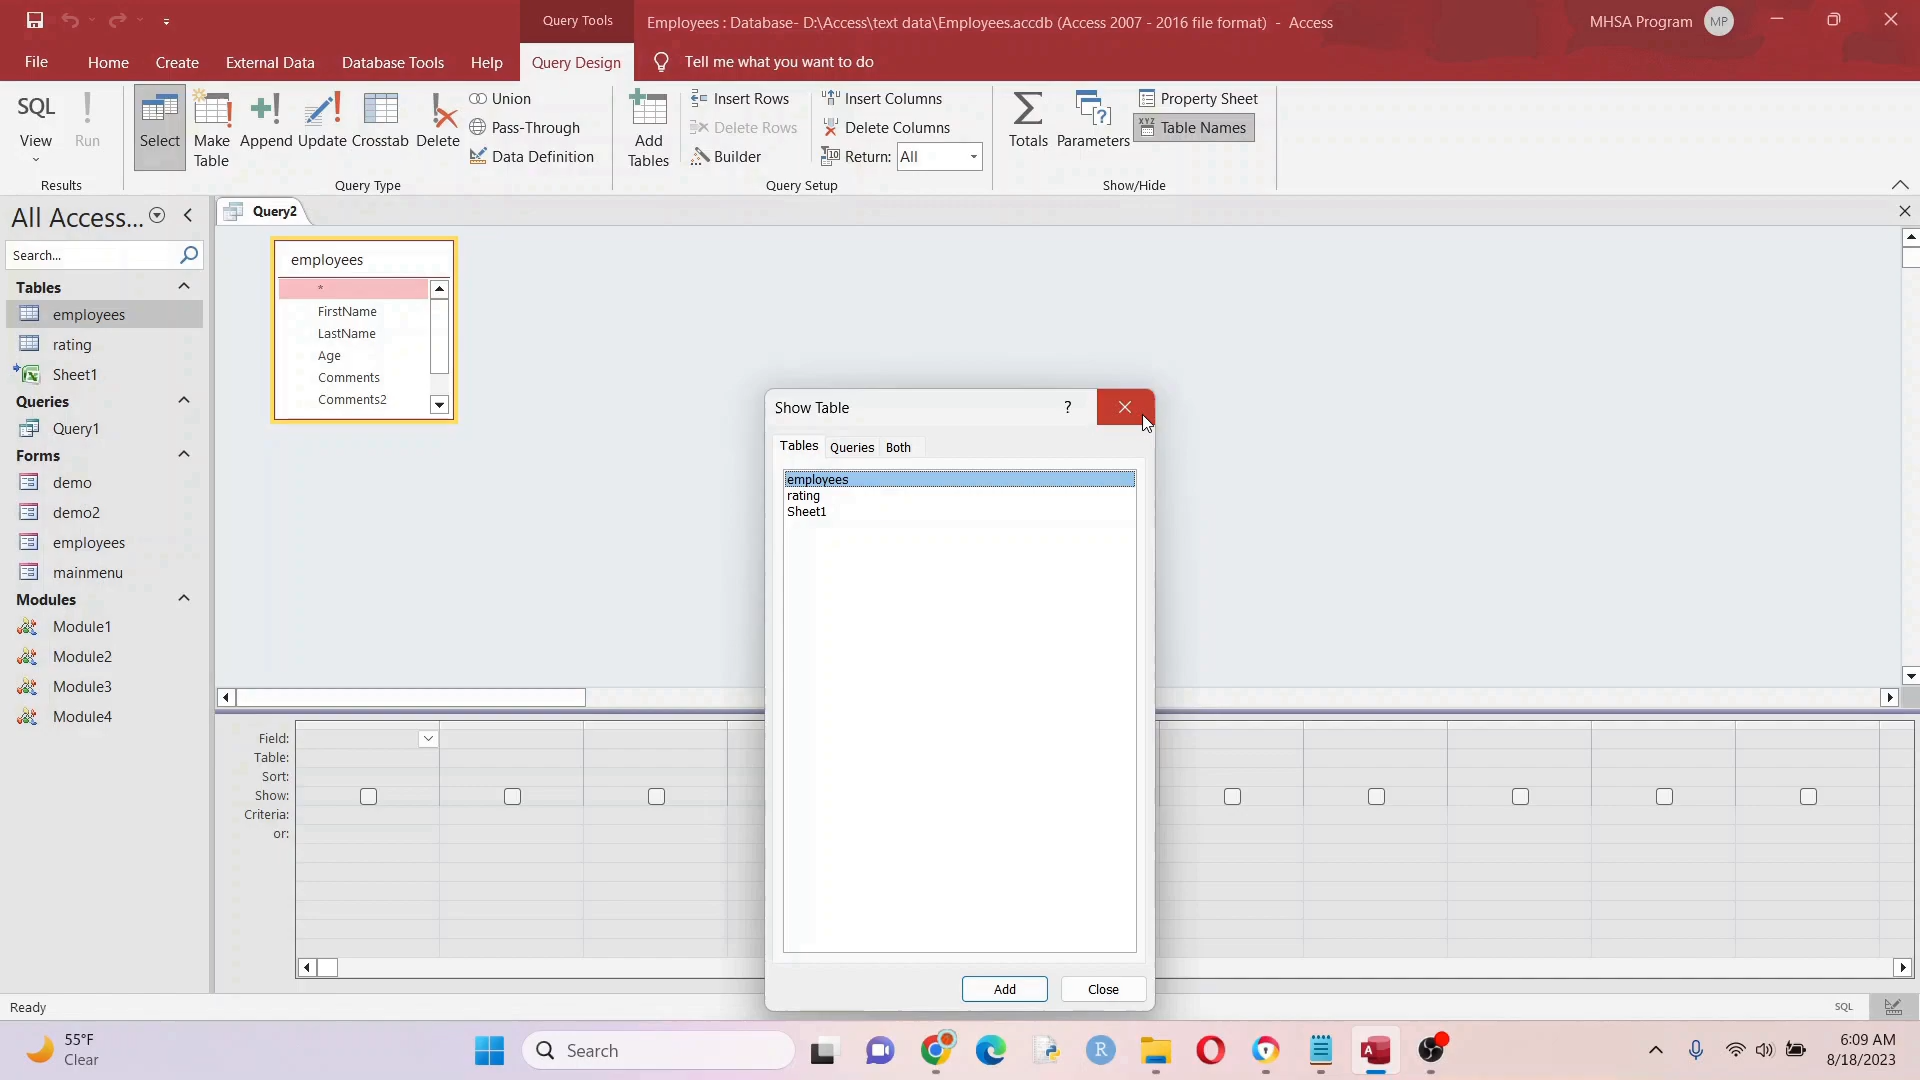 Query Tools
Employees : Database- D:\Access\text data\Employees.accdb (Access 2007 - 2016 file format) - Access
MHSA Program MP
File Home Create External Data Database Tools Help Query Design Tell me what you want to do
SQL
View
Run
Results
Select
Make
Table
Append
Update
Crosstab
Delete
Union
Pass-Through
Data Definition
Query Type
Add
Tables
Insert Rows
Delete Rows
Builder
Insert Columns
Delete Columns
Return: All
Query Setup
Totals
Parameters
Property Sheet
XYZ Table Names
Show/Hide
All Access...
Search...
Tables
employees
rating
Sheet1
Queries
Query1
Forms
demo
demo2
employees
mainmenu
Modules
Module1
Module2
Module3
Module4
Query2
employees
*
FirstName
LastName
Age
Comments
Comments2
Show Table ?
Tables Queries Both
employees
rating
Sheet1
Add Close
Field:
Table:
Sort:
Show:
Criteria:
or:
Ready
SQL
55°F
Clear
Search
6:09 AM
8/18/2023